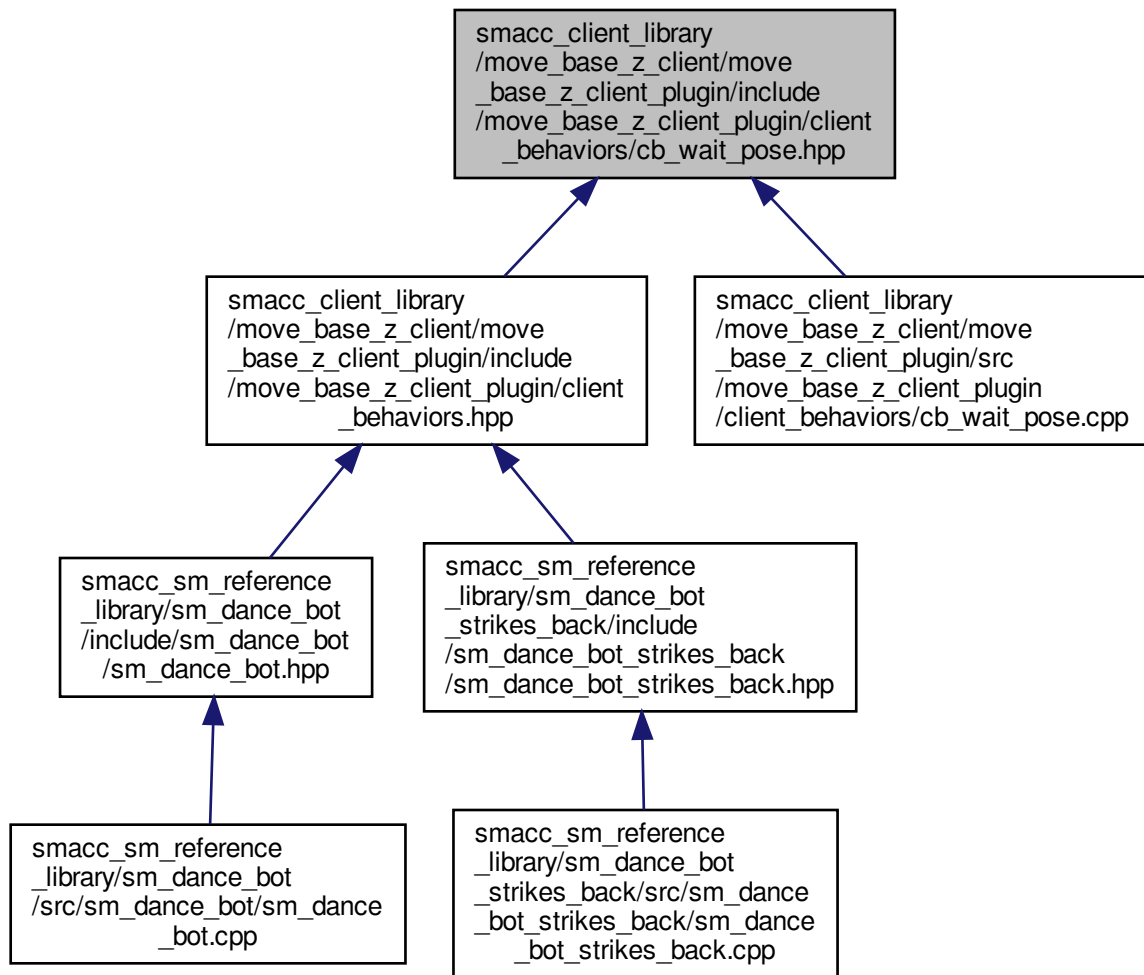 smacc_client_library
/move_base_z_client/move
_base_z_client_plugin/include
/move_base_z_client_plugin/client
_behaviors/cb_wait_pose.hpp
smacc_client_library
/move_base_z_client/move
_base_z_client_plugin/include
/move_base_z_client_plugin/client
_behaviors.hpp
smacc_client_library
/move_base_z_client/move
_base_z_client_plugin/src
/move_base_z_client_plugin
/client_behaviors/cb_wait_pose.cpp
smacc_sm_reference
_library/sm_dance_bot
/include/sm_dance_bot
/sm_dance_bot.hpp
smacc_sm_reference
_library/sm_dance_bot
_strikes_back/include
/sm_dance_bot_strikes_back
/sm_dance_bot_strikes_back.hpp
smacc_sm_reference
_library/sm_dance_bot
/src/sm_dance_bot/sm_dance
_bot.cpp
smacc_sm_reference
_library/sm_dance_bot
_strikes_back/src/sm_dance
_bot_strikes_back/sm_dance
_bot_strikes_back.cpp